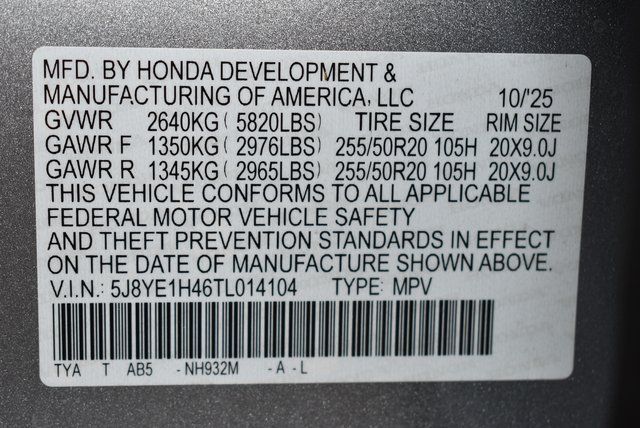 MFD. BY HONDA DEVELOPMENT &
MANUFACTURING OF AMERICA, LLC 10/'25
GVWR 2640KG ( 5820LBS) TIRE SIZE RIM SIZE
GAWR F 1350KG ( 2976LBS) 255/50R20 105H 20X9.0J
GAWR R 1345KG ( 2965LBS) 255/50R20 105H 20X9.0J
THIS VEHICLE CONFORMS TO ALL APPLICABLE
FEDERAL MOTOR VEHICLE SAFETY
AND THEFT PREVENTION STANDARDS IN EFFECT
ON THE DATE OF MANUFACTURE SHOWN ABOVE.
V.I.N.: 5J8YE1H46TL014104 TYPE: MPV
TYA T AB5 -NH932M -A-L